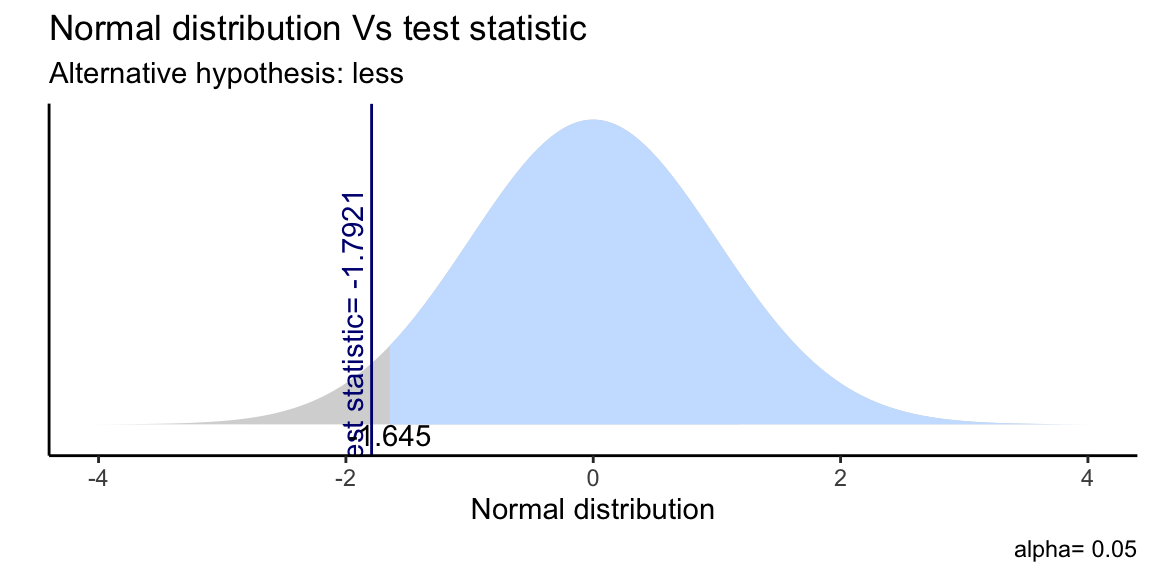 Normal distribution Vs test statistic
Alternative hypothesis: less
est statistic= -1.7921
1.645
-4 -2 0 2 4
Normal distribution
alpha= 0.05